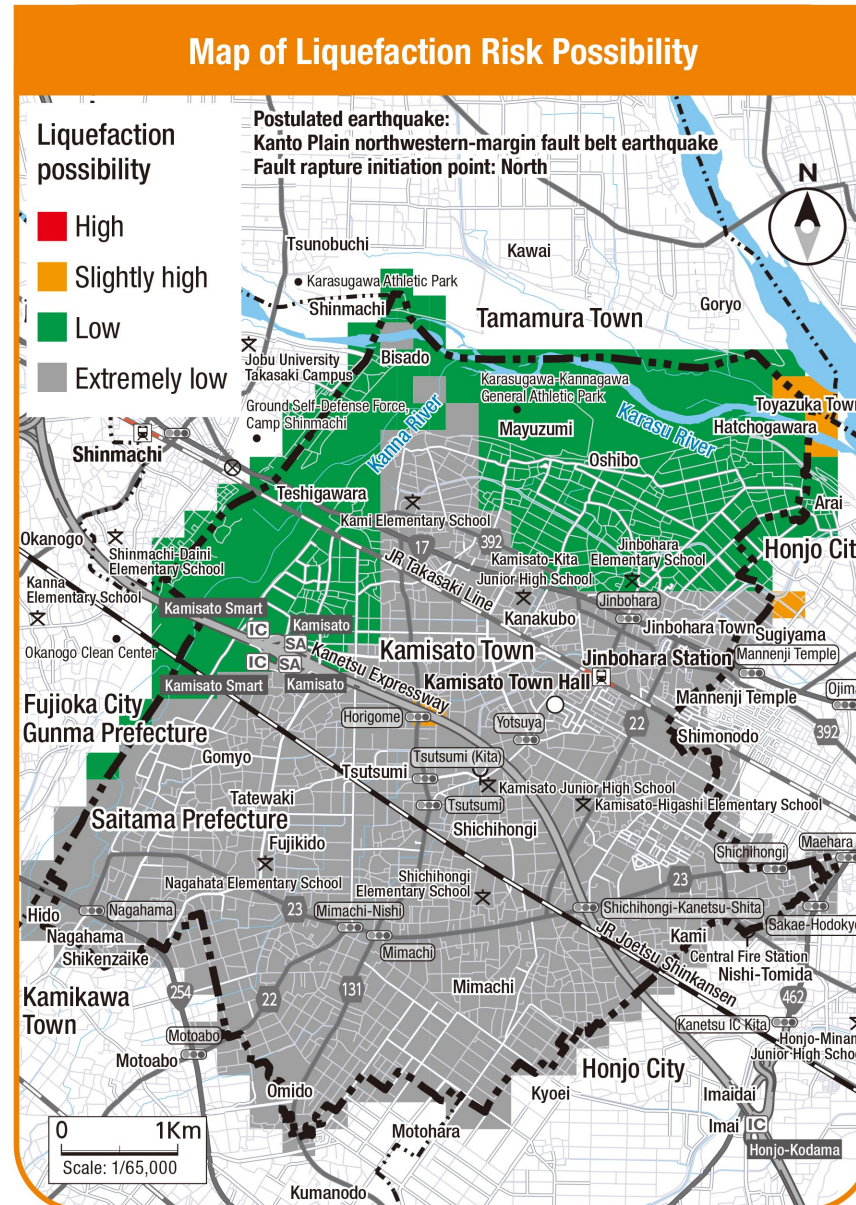 Map of Liquefaction Risk Possibility
Liquefaction
possibility
High
Slightly high
Low
Extremely low
Postulated earthquake:
Kanto Plain northwestern-margin fault belt earthquake
Fault rapture initiation point: North
N
Tsunobuchi
Kawai
Karasugawa Athletic Park
Goryo
Shinmachi
Tamamura Town
Jobu University
Takasaki Campus
Bisado
Karasugawa-Kannagawa
General Athletic Park
Toyazuka Town
Ground Self-Defense Force,
Camp Shinmachi
Kanna River
Mayuzumi
Karasu River
Hatchogawara
Shinmachi
Oshibo
Teshigawara
Arai
Kami Elementary School
Okanogo
Shinmachi-Daini
Elementary School
17
392
JR Takasaki Line
Kamisato-Kita
Junior High School
Jinbohara
Elementary School
Honjo City
Kanna
Elementary School
Kamisato Smart
IC
Kamisato
SA
Kanakubo
Jinbohara
Jinbohara Town
Sugiyama
Okanogo Clean Center
IC
SA
Kamisato Smart
Kamisato
Kanetsu Expressway
Kamisato Town
Jinbohara Station
Mannenji Temple
Kamisato Town Hall
Mannenji Temple
Ojima
Fujioka City
Gunma Prefecture
Horigome
Yotsuya
22
Shimonodo
392
Gomyo
Tsutsumi
Tsutsumi (Kita)
Kamisato Junior High School
Tatewaki
Tsutsumi
Kamisato-Higashi Elementary School
Saitama Prefecture
Shichihongi
Fujikido
Shichihongi
Maehara
Nagahata Elementary School
Shichihongi
Elementary School
23
Hido
Nagahama
23
Mimachi-Nishi
Shichihongi-Kanetsu-Shita
Sakae-Hodokyo
Nagahama
Mimachi
JR Joetsu Shinkansen
Kami
Shikenzaike
Central Fire Station
Nishi-Tomida
Kamikawa
Town
254
22
131
Mimachi
462
Motoabo
Kanetsu IC Kita
Motoabo
Honjo City
Honjo-Minami
Junior High School
Omido
Kyoei
Imaidai
Motohara
Imai
IC
Honjo-Kodama
0
1Km
Scale: 1/65,000
Kumanodo